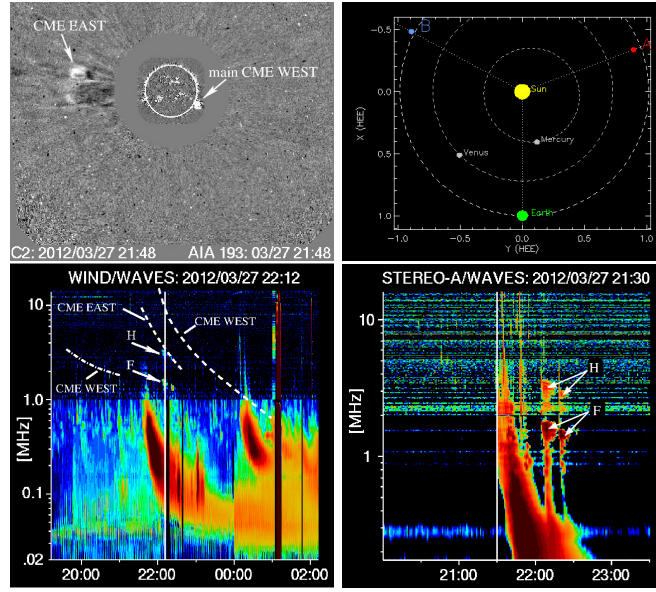 CME EAST
main CME WEST
C2: 2012/03/27 21:48 AIA 193: 03/27 21:48
B
A
Sun
Mercury
Venus
Earth
X (HEE)
-0.5
0.0
0.5
1.0
-1.0 -0.5 0.0 0.5 1.0
Y (HEE)
WIND/WAVES: 2012/03/27 22:12
CME EAST
CME WEST
H
F
CME WEST
[MHz]
10
1.0
0.1
.02
20:00 22:00 00:00 02:00
STEREO-A/WAVES: 2012/03/27 21:30
H
F
[MHz]
10
1
21:00 22:00 23:00